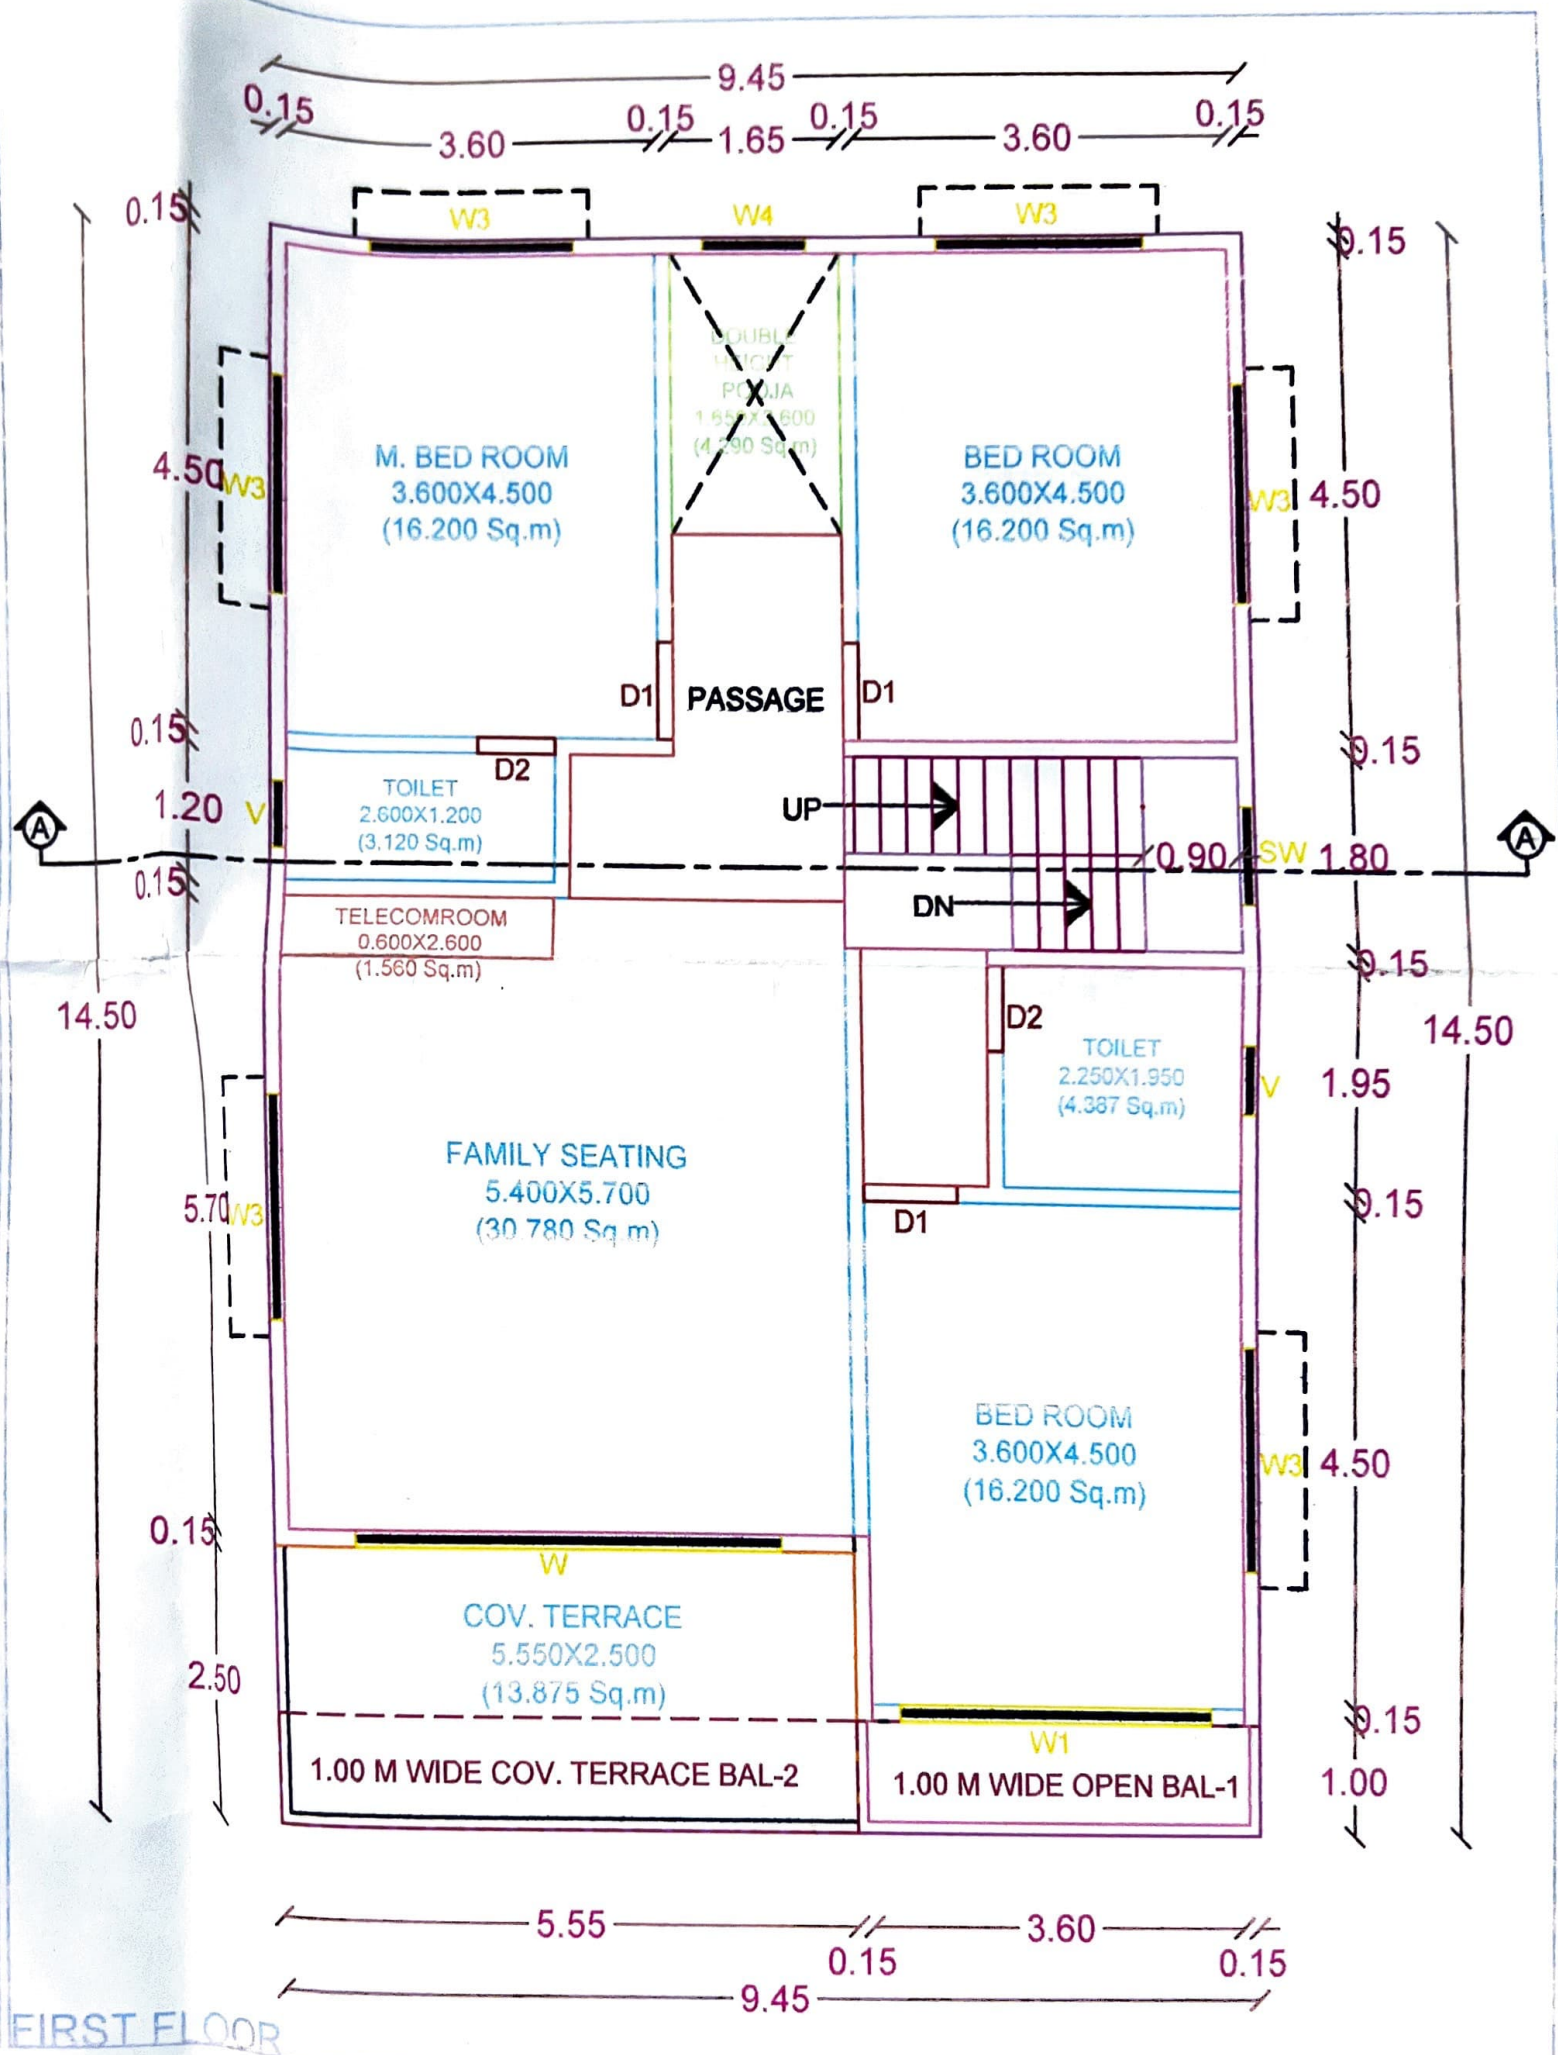 9.45
0.15
0.15
0.15
0.15
3.60
1.65
3.60
W3
W4
W3
0.15
0.15
DOUBLE
HEIGHT
POOJA
1.650X2.600
(4.290 Sq.m)
M. BED ROOM
3.600X4.500
(16.200 Sq.m)
BED ROOM
3.600X4.500
(16.200 Sq.m)
4.50
W3
W3
4.50
D1
PASSAGE
D1
0.15
0.15
D2
TOILET
2.600X1.200
(3.120 Sq.m)
1.20
V
UP
A
A
0.90
SW
1.80
0.15
DN
TELECOMROOM
0.600X2.600
(1.560 Sq.m)
0.15
14.50
14.50
D2
TOILET
2.250X1.950
(4.387 Sq.m)
V
1.95
FAMILY SEATING
5.400X5.700
(30.780 Sq.m)
5.70
W3
D1
0.15
BED ROOM
3.600X4.500
(16.200 Sq.m)
W3
4.50
0.15
W
COV. TERRACE
5.550X2.500
(13.875 Sq.m)
2.50
W1
0.15
1.00 M WIDE COV. TERRACE BAL-2
1.00 M WIDE OPEN BAL-1
1.00
5.55
3.60
0.15
0.15
9.45
FIRST FLOOR